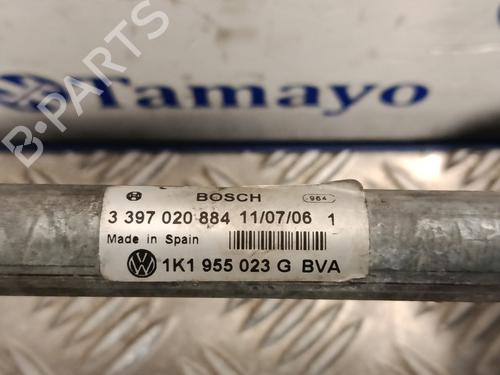 B-PARTS
Tamayo
BOSCH 964
3 397 020 884 11/07/06 1
Made in Spain
1K1 955 023 G BVA